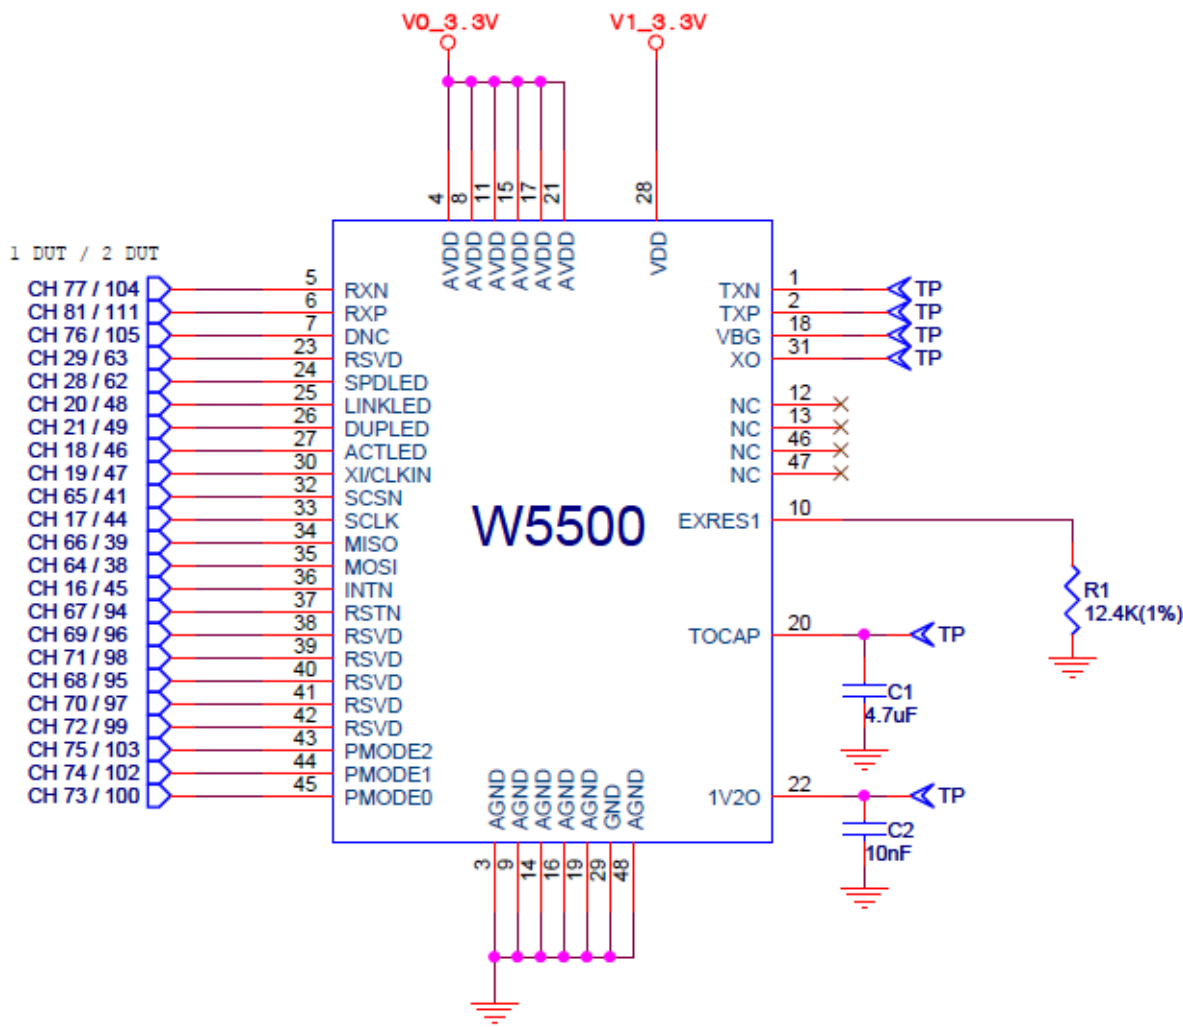 V0_3.3V
V1_3.3V
4
8
11
15
17
21
28
AVDD
AVDD
AVDD
AVDD
AVDD
AVDD
VDD
1 DUT / 2 DUT
CH 77 / 104
5
RXN
CH 81 / 111
6
RXP
CH 76 / 105
7
DNC
CH 29 / 63
23
RSVD
CH 28 / 62
24
SPDLED
CH 20 / 48
25
LINKLED
CH 21 / 49
26
DUPLED
CH 18 / 46
27
ACTLED
CH 19 / 47
30
XI/CLKIN
CH 65 / 41
32
SCSN
CH 17 / 44
33
SCLK
CH 66 / 39
34
MISO
CH 64 / 38
35
MOSI
CH 16 / 45
36
INTN
CH 67 / 94
37
RSTN
CH 69 / 96
38
RSVD
CH 71 / 98
39
RSVD
CH 68 / 95
40
RSVD
CH 70 / 97
41
RSVD
CH 72 / 99
42
RSVD
CH 75 / 103
43
PMODE2
CH 74 / 102
44
PMODE1
CH 73 / 100
45
PMODE0
W5500
TXN
1
TP
TXP
2
TP
VBG
18
TP
XO
31
TP
NC
12
NC
13
NC
46
NC
47
EXRES1
10
R1
12.4K(1%)
TOCAP
20
TP
C1
4.7uF
1V2O
22
TP
C2
10nF
AGND
AGND
AGND
AGND
AGND
GND
AGND
3
9
14
16
19
29
48